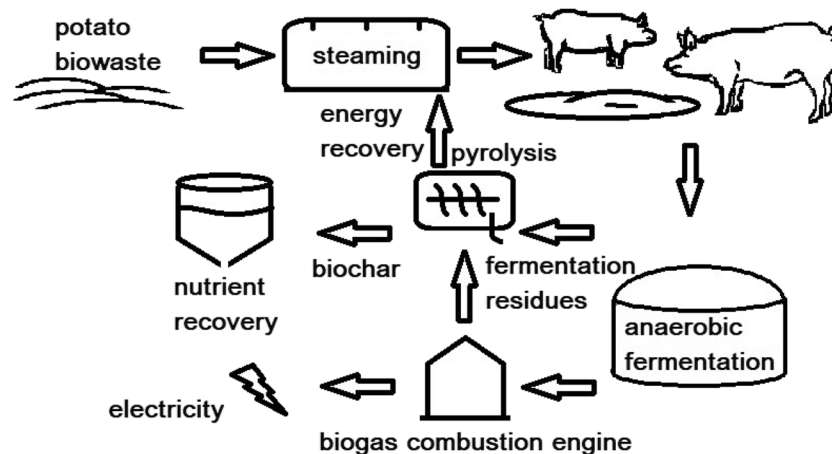 potato
biowaste
steaming
energy
recovery
pyrolysis
biochar
fermentation
residues
nutrient
recovery
anaerobic
fermentation
electricity
biogas combustion engine